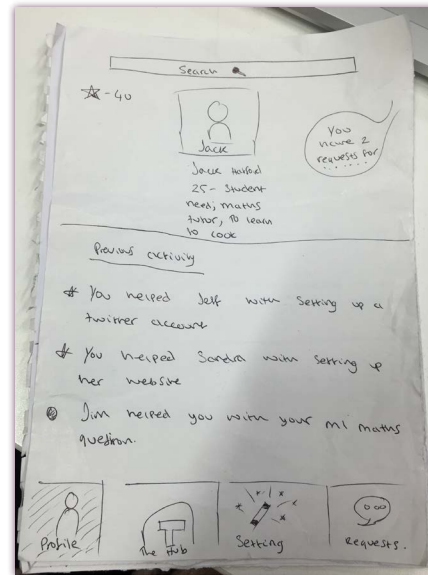 Search
☆ - 40
Jack
You
have 2
requests for
......
Jack
25 - Student
need; maths
tutor, to learn
to cook
Previous activity
You helped Jeff with setting up a
twitter account
You helped Sandra with setting up
her website
Jim helped you with your m1 maths
question.
Profile
The Hub
Setting
Requests.